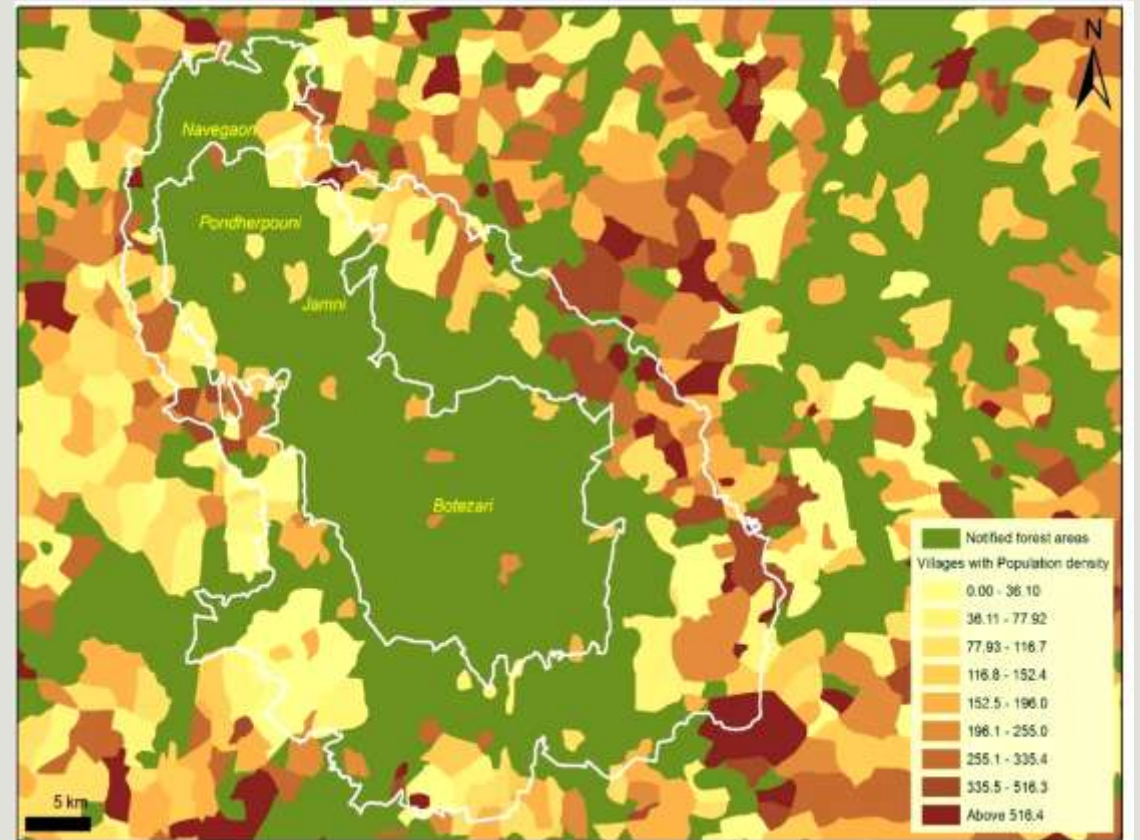 N
Navegaon
Pondherpouni
Jamni
Botezari
Notified forest areas
Villages with Population density
0.00 - 36.10
36.11 - 77.92
77.93 - 116.7
116.8 - 152.4
152.5 - 196.0
196.1 - 255.0
255.1 - 335.4
335.5 - 516.3
Above 516.4
5 km